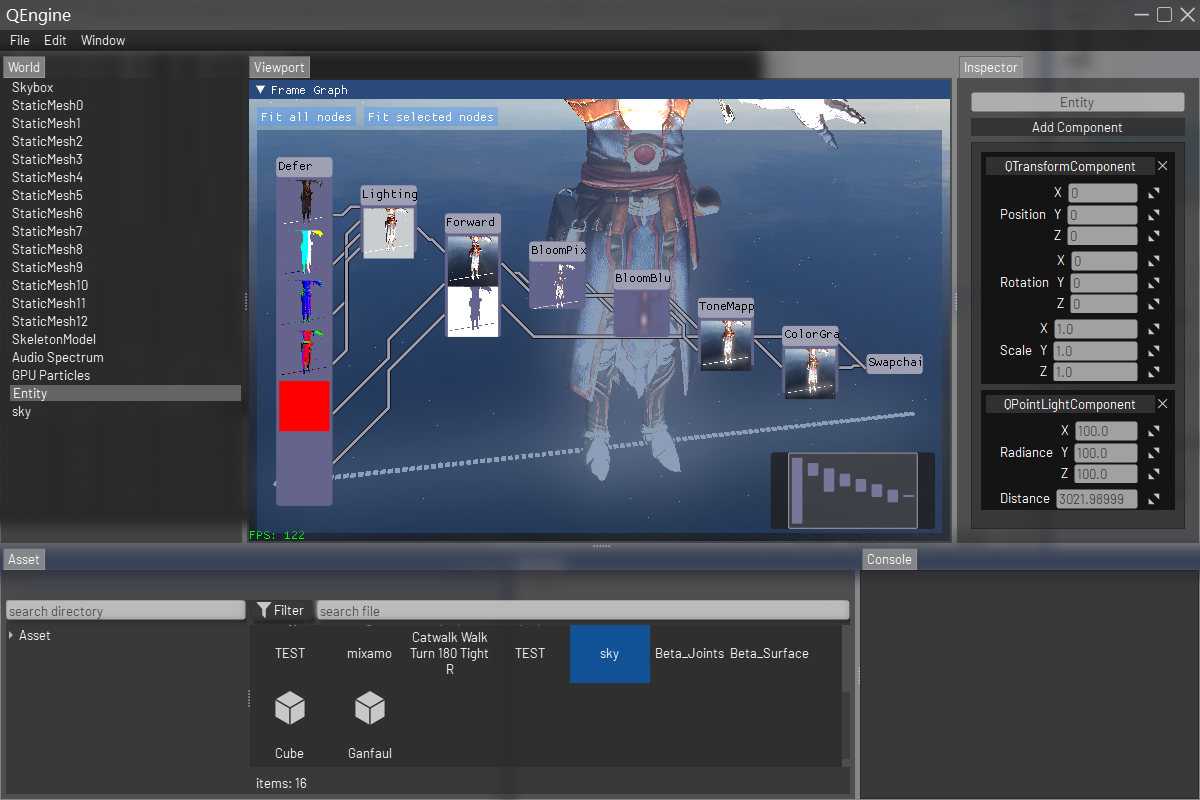 QEngine
File Edit Window
World
Skybox
StaticMesh0
StaticMesh1
StaticMesh2
StaticMesh3
StaticMesh4
StaticMesh5
StaticMesh6
StaticMesh7
StaticMesh8
StaticMesh9
StaticMesh10
StaticMesh11
StaticMesh12
SkeletonModel
Audio Spectrum
GPU Particles
Entity
sky
Viewport
Frame Graph
Fit all nodes Fit selected nodes
Defer
Lighting
Forward
BloomPix
BloomBlu
ToneMapp
ColorGra
Swapchai
FPS: 122
Inspector
Entity
Add Component
QTransformComponent
X 0
Position Y 0
Z 0
X 0
Rotation Y 0
Z 0
X 1.0
Scale Y 1.0
Z 1.0
QPointLightComponent
X 100.0
Radiance Y 100.0
Z 100.0
Distance 3021.98999
Asset
search directory
Asset
Filter search file
TEST
mixamo
Catwalk Walk
Turn 180 Tight
R
TEST
sky
Beta_Joints
Beta_Surface
Cube
Ganfaul
items: 16
Console